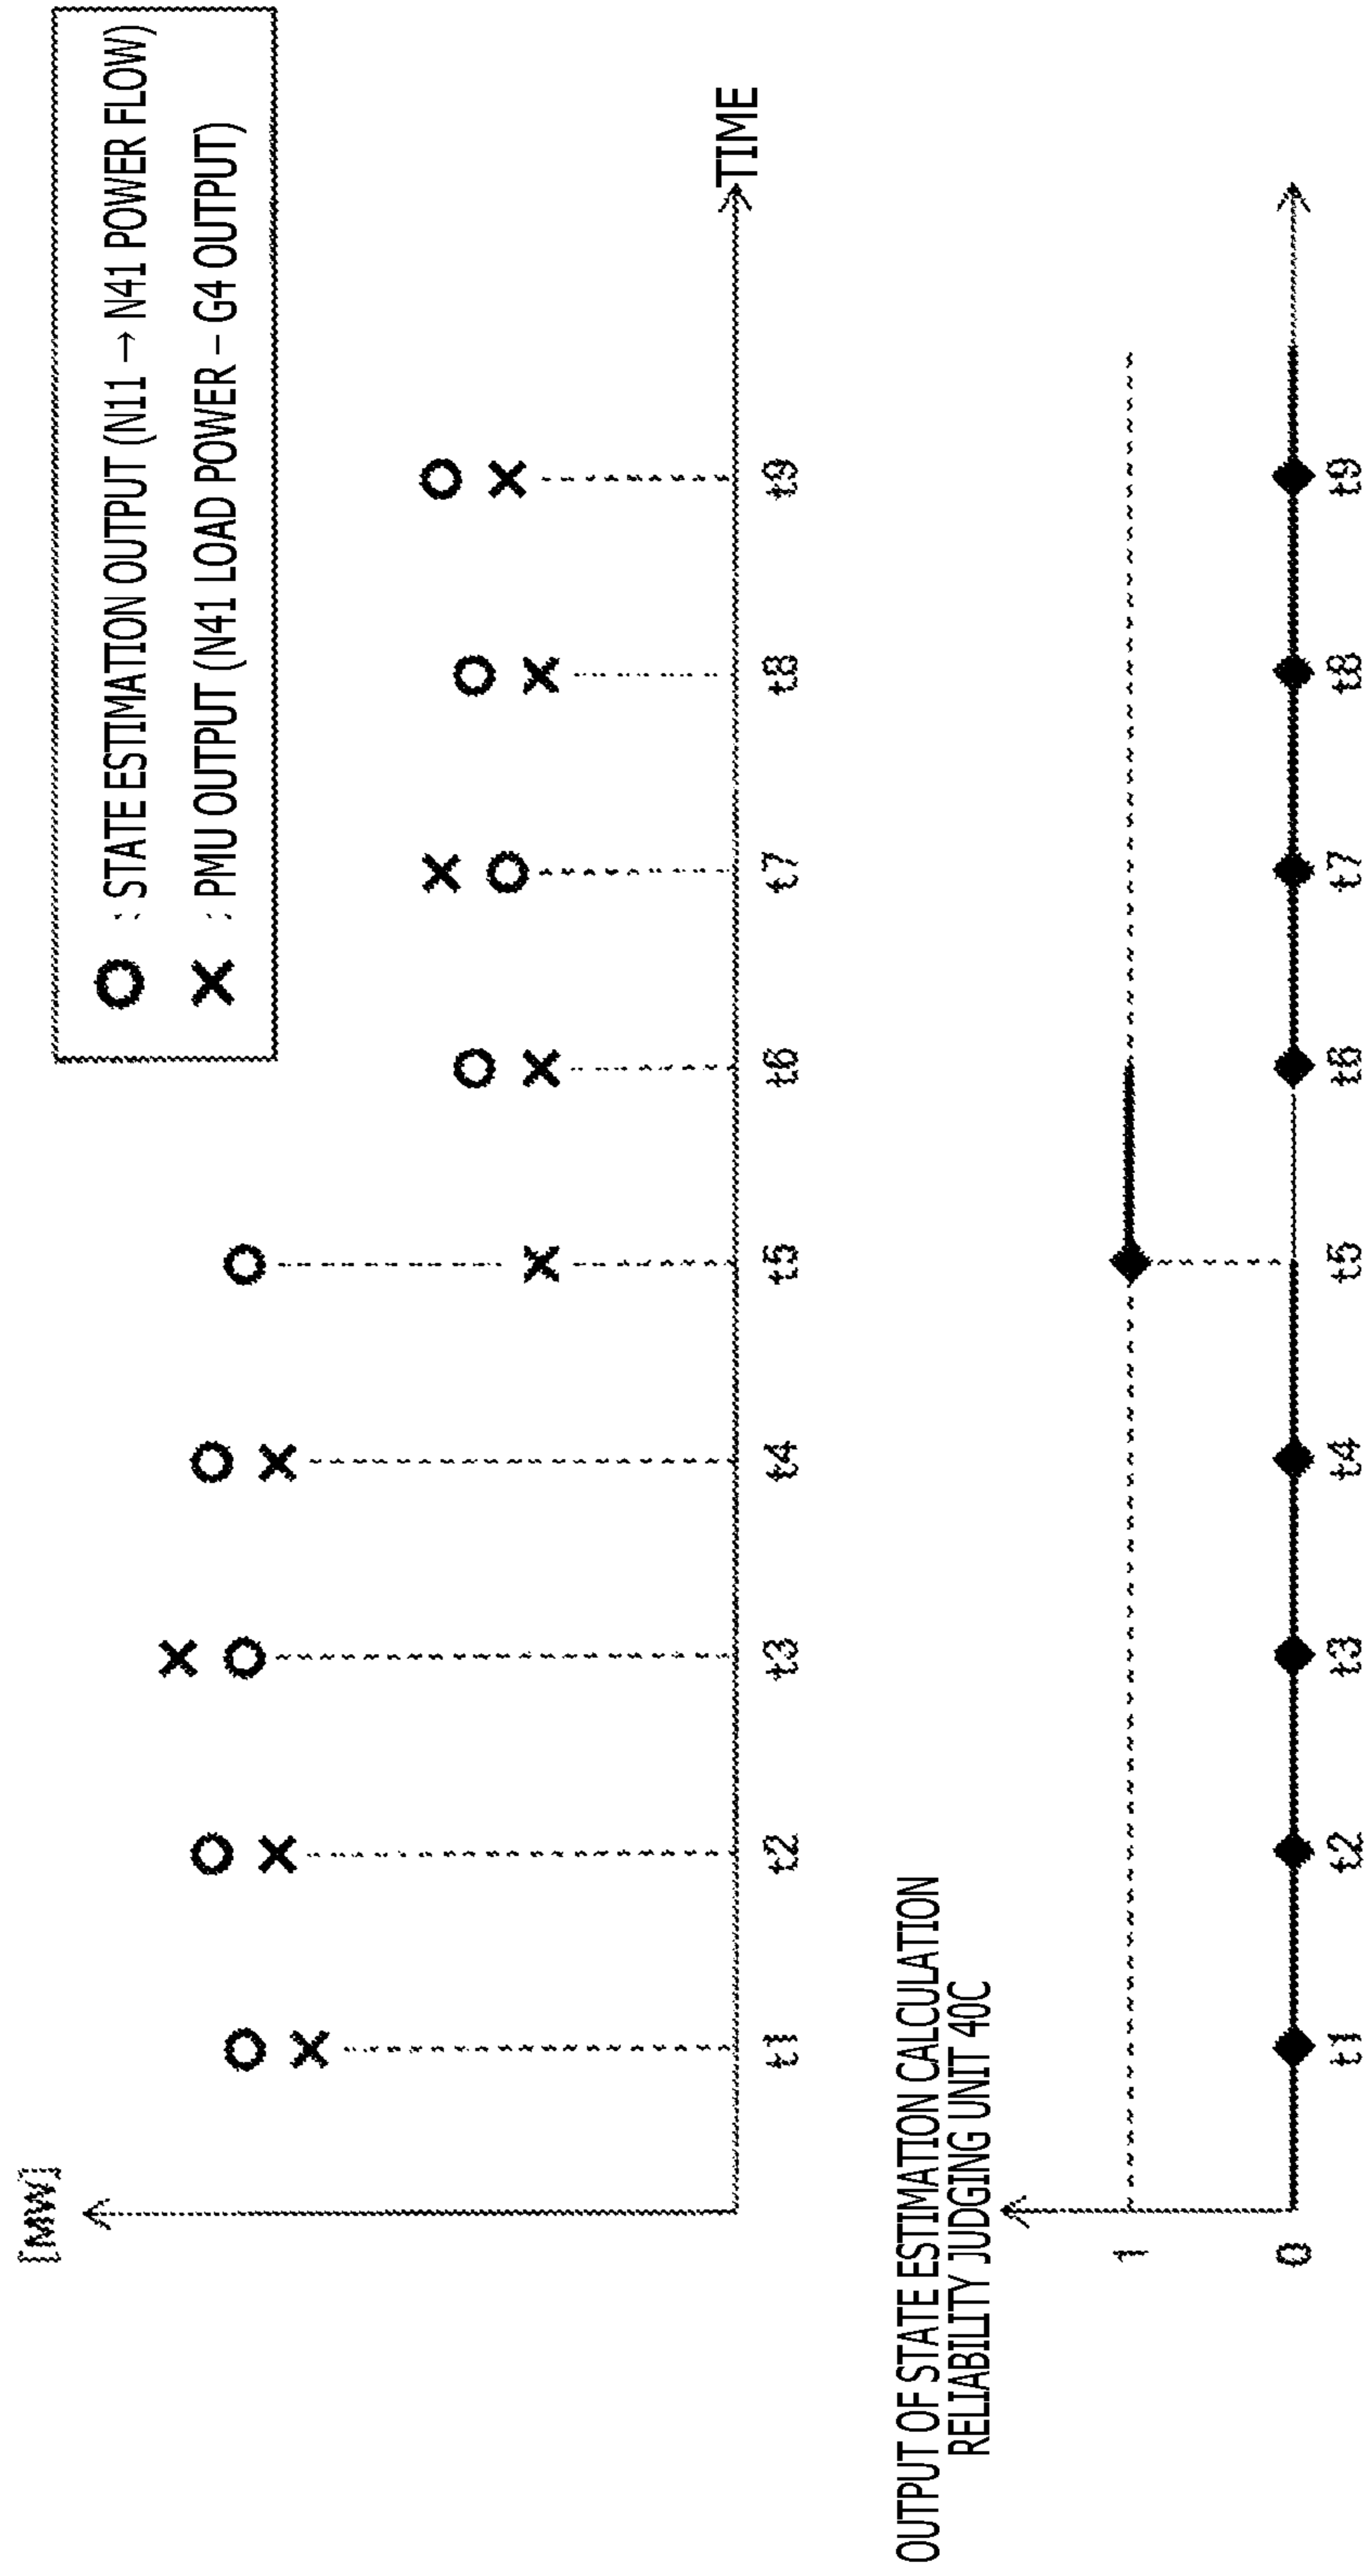 [MW]
O : STATE ESTIMATION OUTPUT (N11 → N41 POWER FLOW)
X : PMU OUTPUT (N41 LOAD POWER – G4 OUTPUT)
TIME
t1 t2 t3 t4 t5 t6 t7 t8 t9
OUTPUT OF STATE ESTIMATION CALCULATION
RELIABILITY JUDGING UNIT 40C
1
0
t1 t2 t3 t4 t5 t6 t7 t8 t9